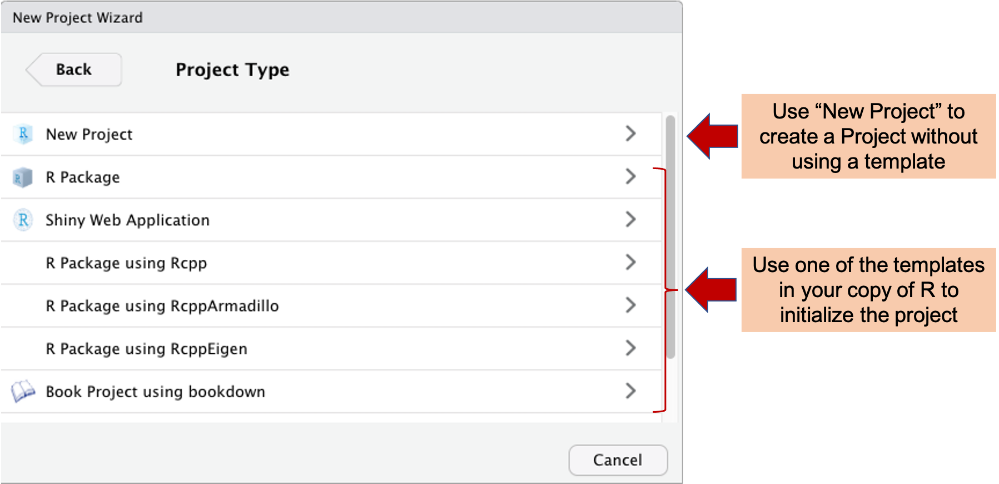 New Project Wizard
Back
Project Type
New Project
R Package
Shiny Web Application
R Package using Rcpp
R Package using RcppArmadillo
R Package using RcppEigen
Book Project using bookdown
Cancel
Use “New Project” to
create a Project without
using a template
Use one of the templates
in your copy of R to
initialize the project